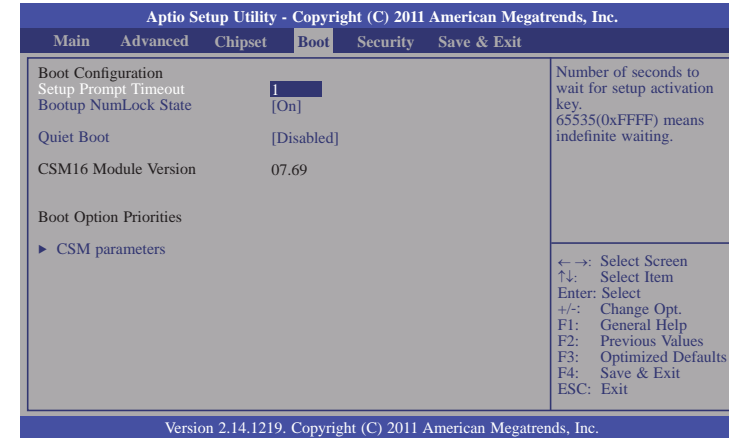 Aptio Setup Utility - Copyright (C) 2011 American Megatrends, Inc.
Main Advanced Chipset Boot Security Save & Exit
Boot Configuration
Setup Prompt Timeout 1
Bootup NumLock State [On]
Quiet Boot [Disabled]
CSM16 Module Version 07.69
Boot Option Priorities
▶ CSM parameters
Number of seconds to
wait for setup activation
key.
65535(0xFFFF) means
indefinite waiting.
←→: Select Screen
↑↓: Select Item
Enter: Select
+/-: Change Opt.
F1: General Help
F2: Previous Values
F3: Optimized Defaults
F4: Save & Exit
ESC: Exit
Version 2.14.1219. Copyright (C) 2011 American Megatrends, Inc.